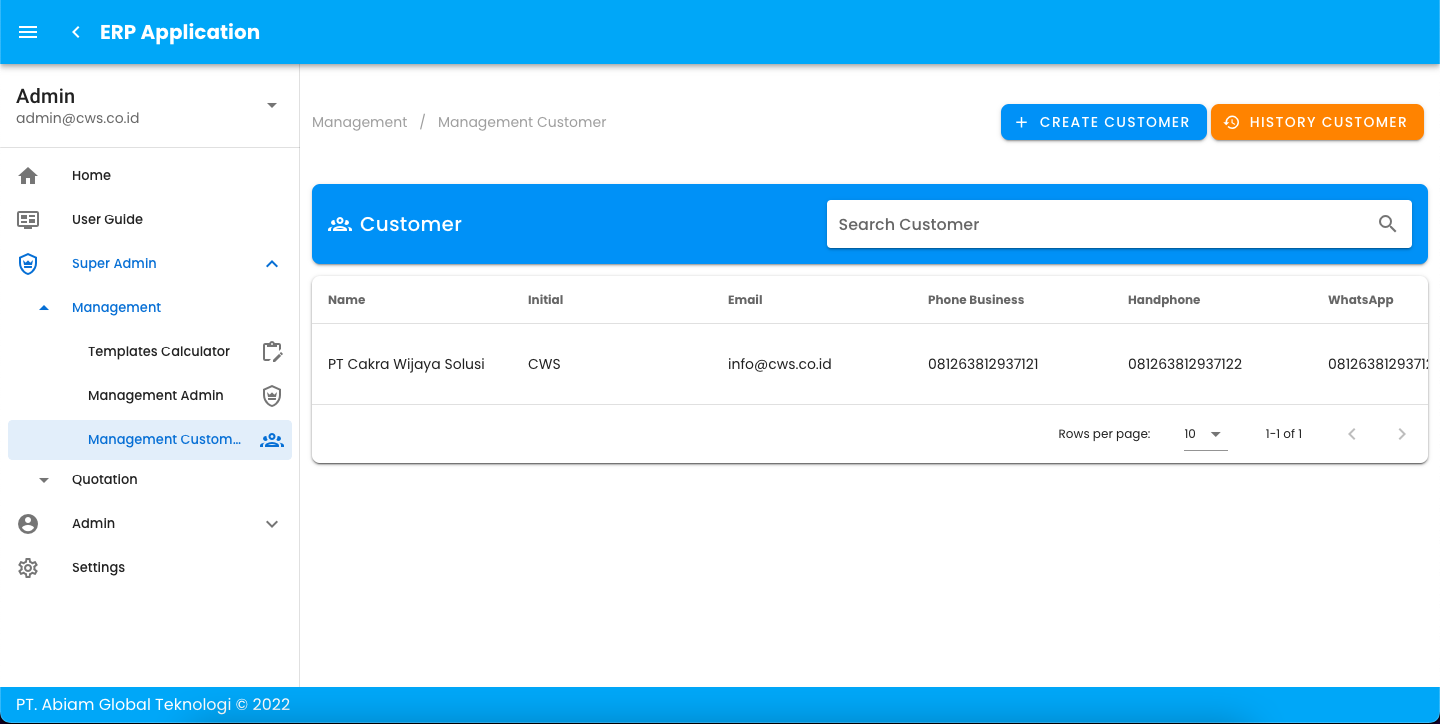 ERP Application
Admin
admin@cws.co.id
Home
User Guide
Super Admin
Management
Templates Calculator
Management Admin
Management Custom...
Quotation
Admin
Settings
Management / Management Customer
CREATE CUSTOMER
HISTORY CUSTOMER
Customer
Search Customer
Name Initial Email Phone Business Handphone WhatsApp
PT Cakra Wijaya Solusi CWS info@cws.co.id 081263812937121 081263812937122
Rows per page: 10 1-1 of 1
PT. Abiam Global Teknologi © 2022